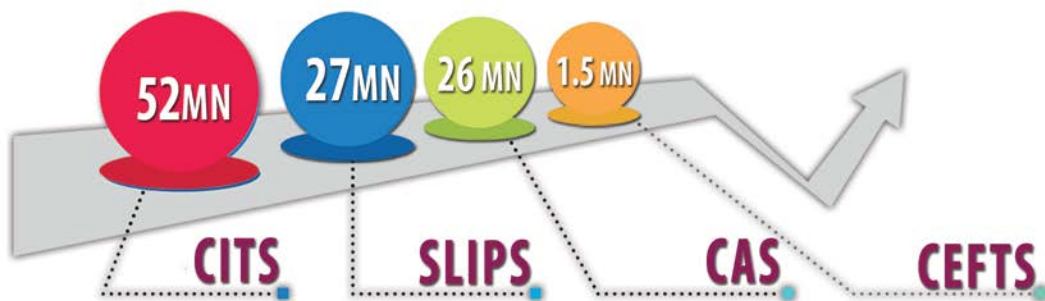 52MN
27MN
26 MN
1.5 MN
CITS
SLIPS
CAS
CEFTS